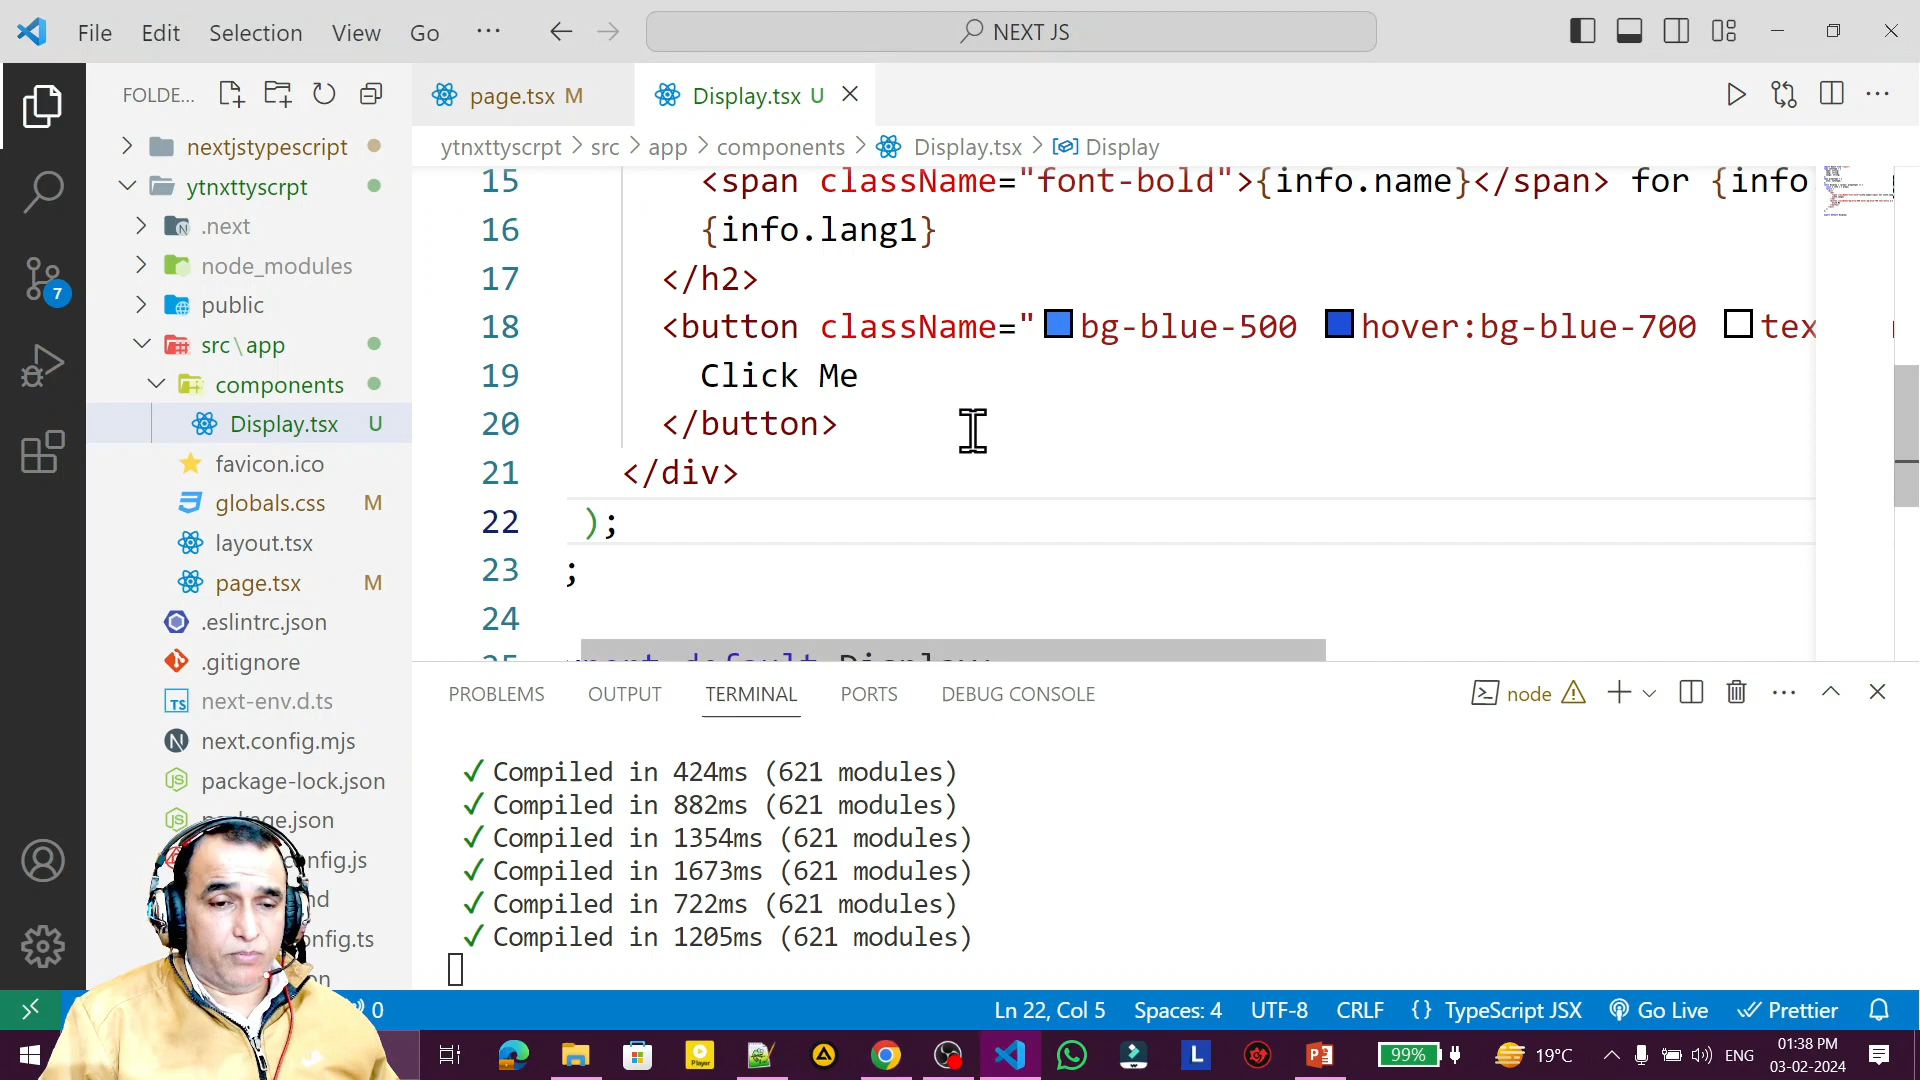 File Edit Selection View Go ··· NEXT JS
FOLDE...
page.tsx M
Display.tsx U
nextjstypescript
ytnxttyscrpt
.next
node_modules
public
src\app
components
Display.tsx U
favicon.ico
globals.css M
layout.tsx
page.tsx M
.eslintrc.json
.gitignore
next-env.d.ts
next.config.mjs
package-lock.json
7
ytnxttyscrpt > src > app > components > Display.tsx > Display
15 <span className="font-bold">{info.name}</span> for {info
16 {info.lang1}
17 </h2>
18 <button className="bg-blue-500 hover:bg-blue-700 tex
19 Click Me
20 </button>
21 </div>
22 );
23 ;
24
PROBLEMS OUTPUT TERMINAL PORTS DEBUG CONSOLE
node
✓ Compiled in 424ms (621 modules)
✓ Compiled in 882ms (621 modules)
✓ Compiled in 1354ms (621 modules)
✓ Compiled in 1673ms (621 modules)
✓ Compiled in 722ms (621 modules)
✓ Compiled in 1205ms (621 modules)
0 Ln 22, Col 5 Spaces: 4 UTF-8 CRLF {} TypeScript JSX Go Live Prettier
Player L 99% 19°C ENG
01:38 PM
03-02-2024